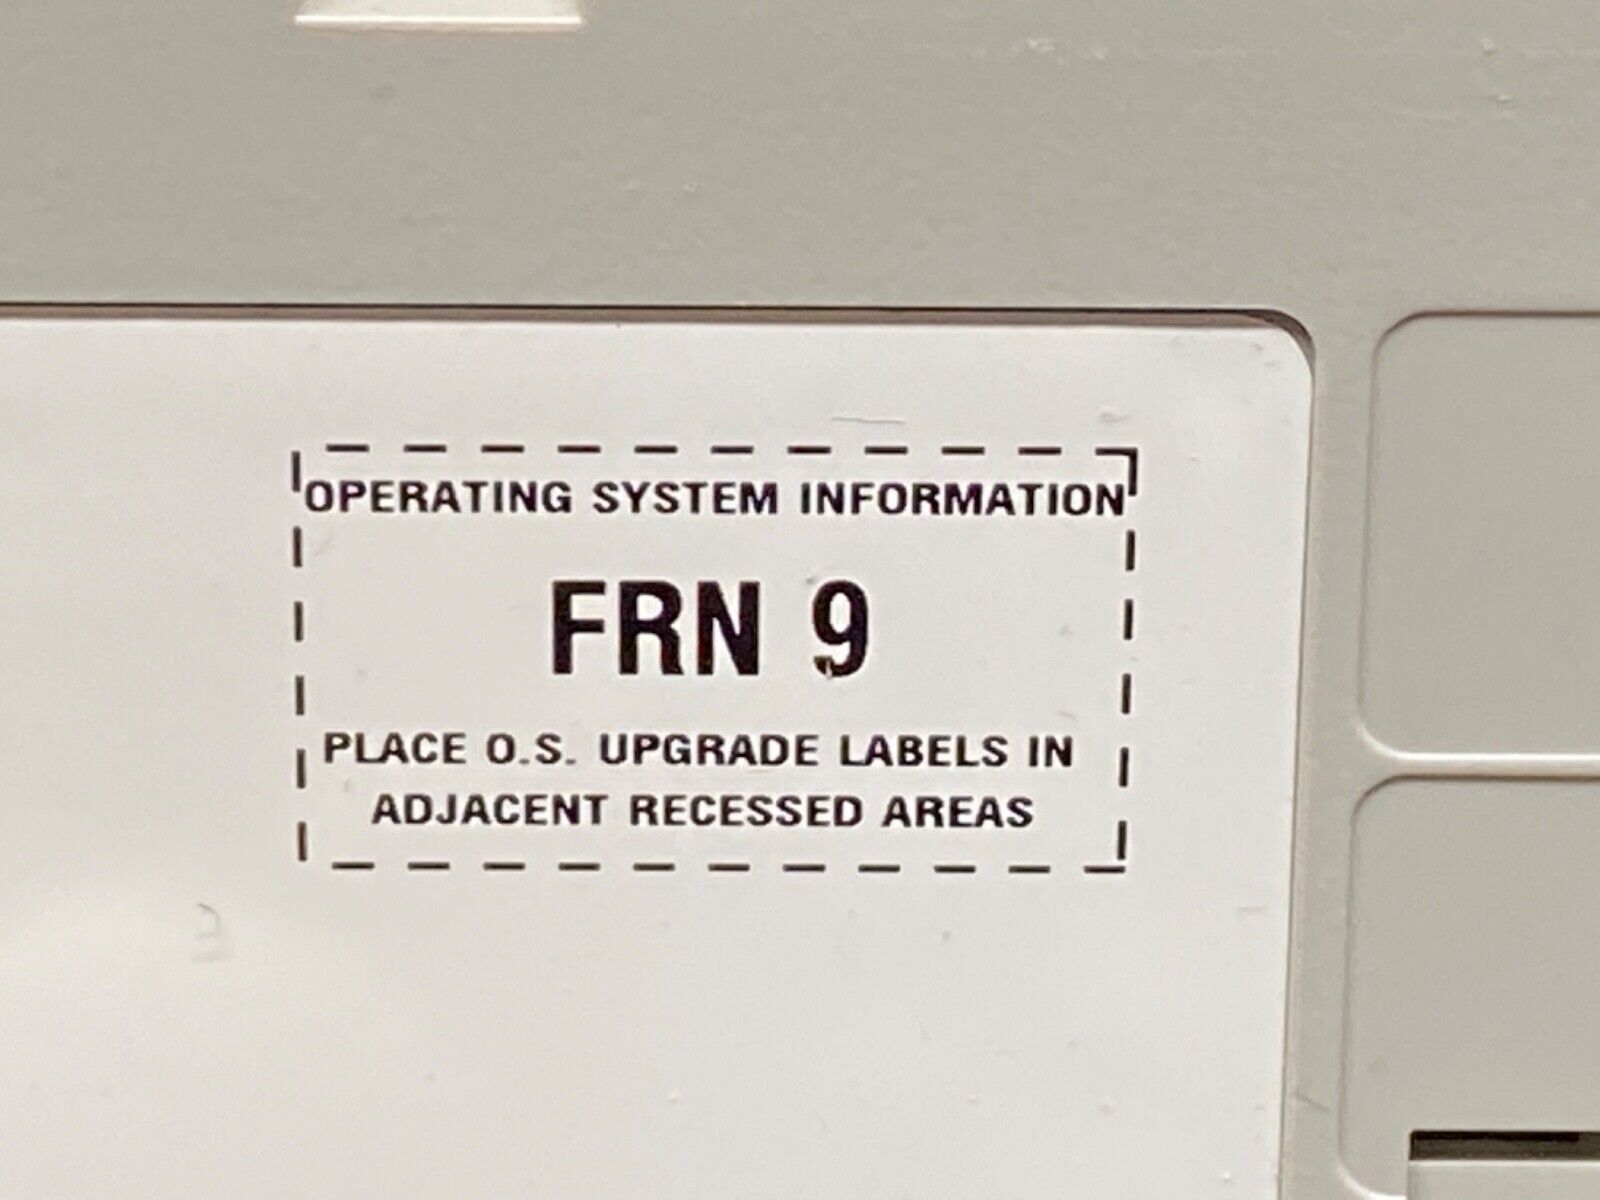 OPERATING SYSTEM INFORMATION
FRN 9
PLACE O.S. UPGRADE LABELS IN
ADJACENT RECESSED AREAS